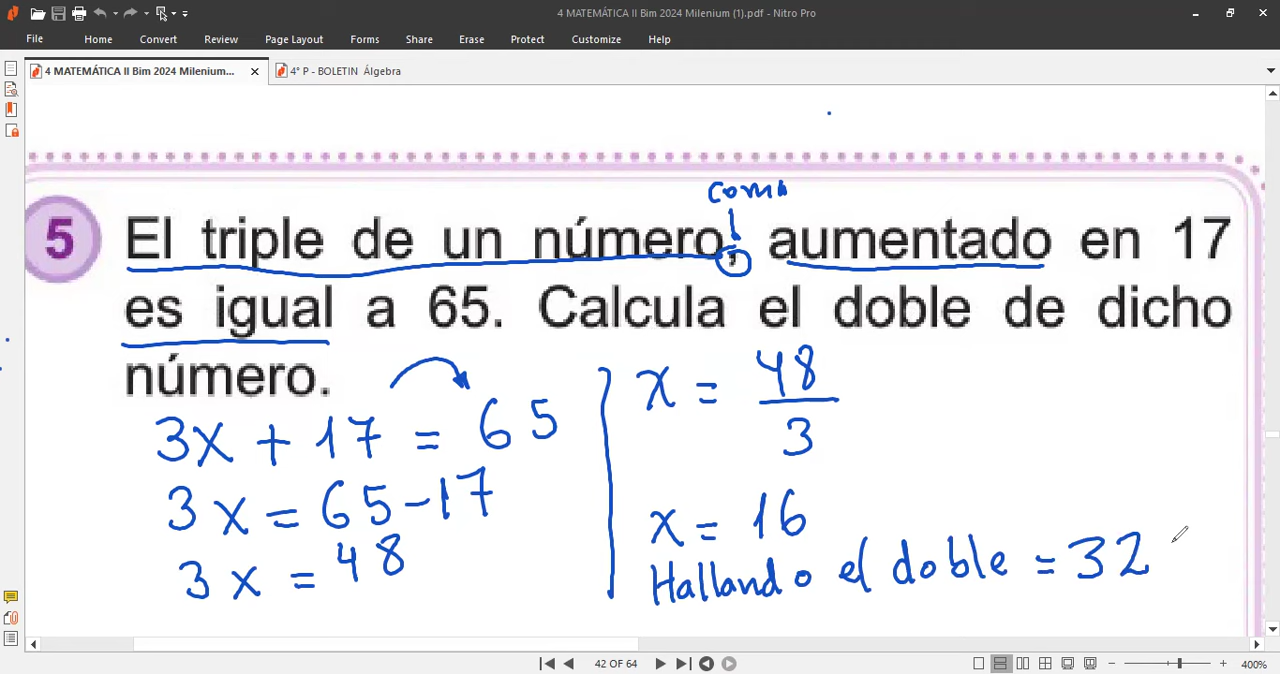 4 MATEMÁTICA II Bim 2024 Milenium (1).pdf - Nitro Pro
File Home Convert Review Page Layout Forms Share Erase Protect Customize Help
4 MATEMÁTICA II Bim 2024 Milenium... 4° P - BOLETIN Álgebra
coma
5 El triple de un número, aumentado en 17
es igual a 65. Calcula el doble de dicho
número.
3x + 17 = 65
3x = 65-17
3x = 48
x = 48/3
x = 16
Hallando el doble = 32
42 OF 64
400%